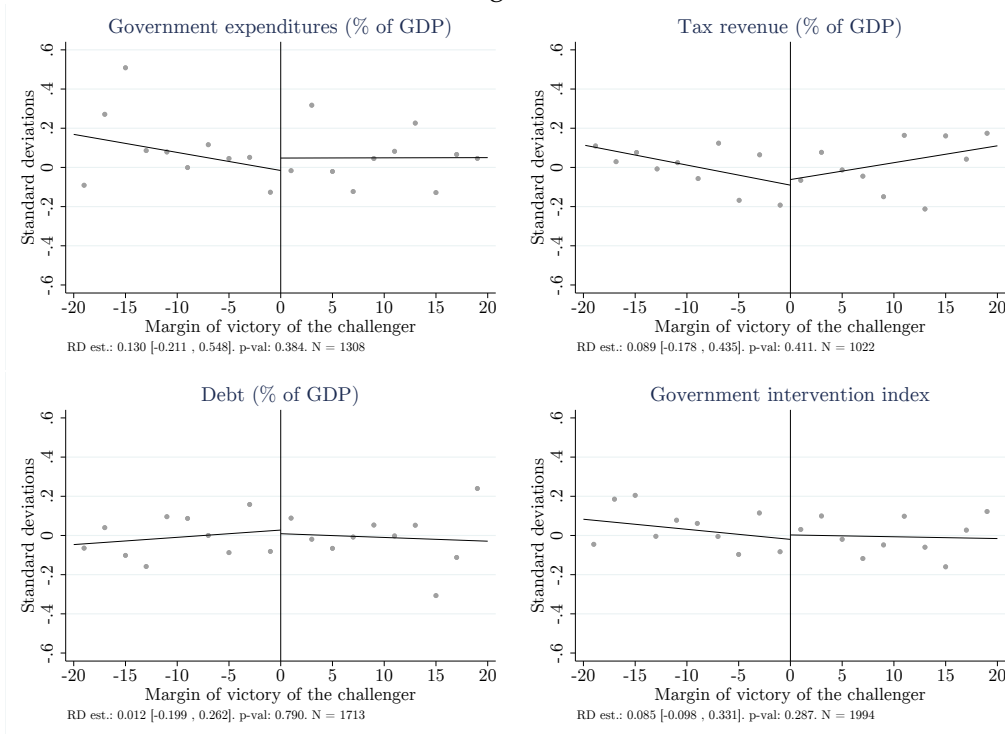 Government expenditures (% of GDP)
Standard deviations
.6
.4
.2
0
-.2
-.4
-.6
-20 -15 -10 -5 0 5 10 15 20
Margin of victory of the challenger
RD est.: 0.130 [-0.211 , 0.548]. p-val: 0.384. N = 1308
Tax revenue (% of GDP)
Standard deviations
.6
.4
.2
0
-.2
-.4
-.6
-20 -15 -10 -5 0 5 10 15 20
Margin of victory of the challenger
RD est.: 0.089 [-0.178 , 0.435]. p-val: 0.411. N = 1022
Debt (% of GDP)
Standard deviations
.6
.4
.2
0
-.2
-.4
-.6
-20 -15 -10 -5 0 5 10 15 20
Margin of victory of the challenger
RD est.: 0.012 [-0.199 , 0.262]. p-val: 0.790. N = 1713
Government intervention index
Standard deviations
.6
.4
.2
0
-.2
-.4
-.6
-20 -15 -10 -5 0 5 10 15 20
Margin of victory of the challenger
RD est.: 0.085 [-0.098 , 0.331]. p-val: 0.287. N = 1994